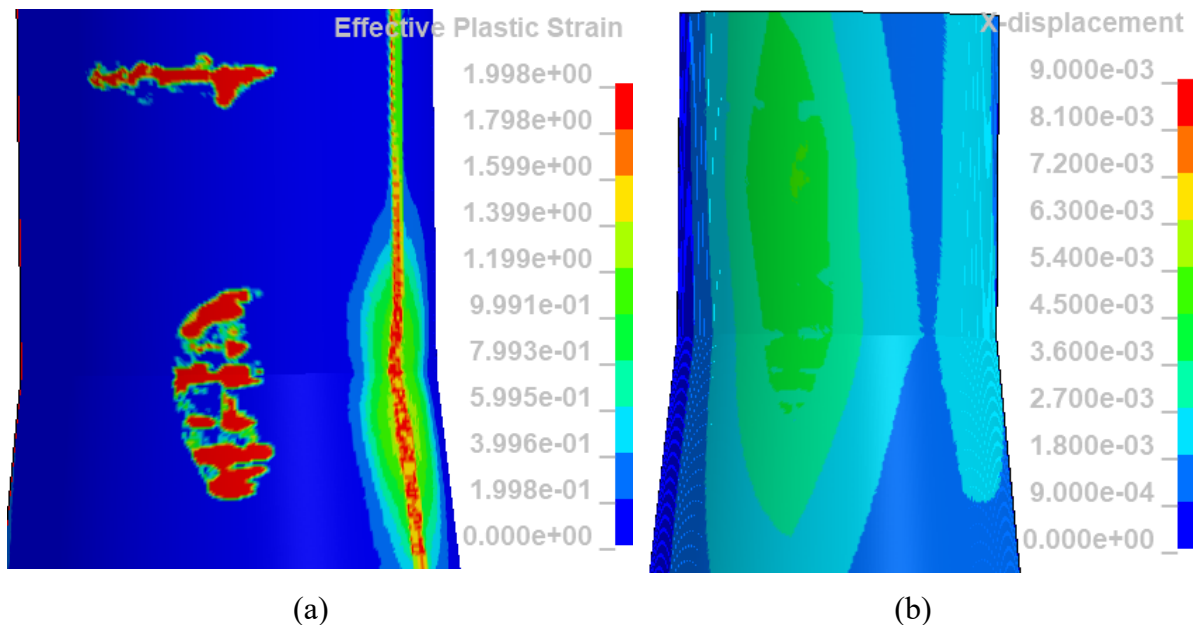 Effective Plastic Strain
1.998e+00
1.798e+00
1.599e+00
1.399e+00
1.199e+00
9.991e-01
7.993e-01
5.995e-01
3.996e-01
1.998e-01
0.000e+00
X-displacement
9.000e-03
8.100e-03
7.200e-03
6.300e-03
5.400e-03
4.500e-03
3.600e-03
2.700e-03
1.800e-03
9.000e-04
0.000e+00
(a)
(b)